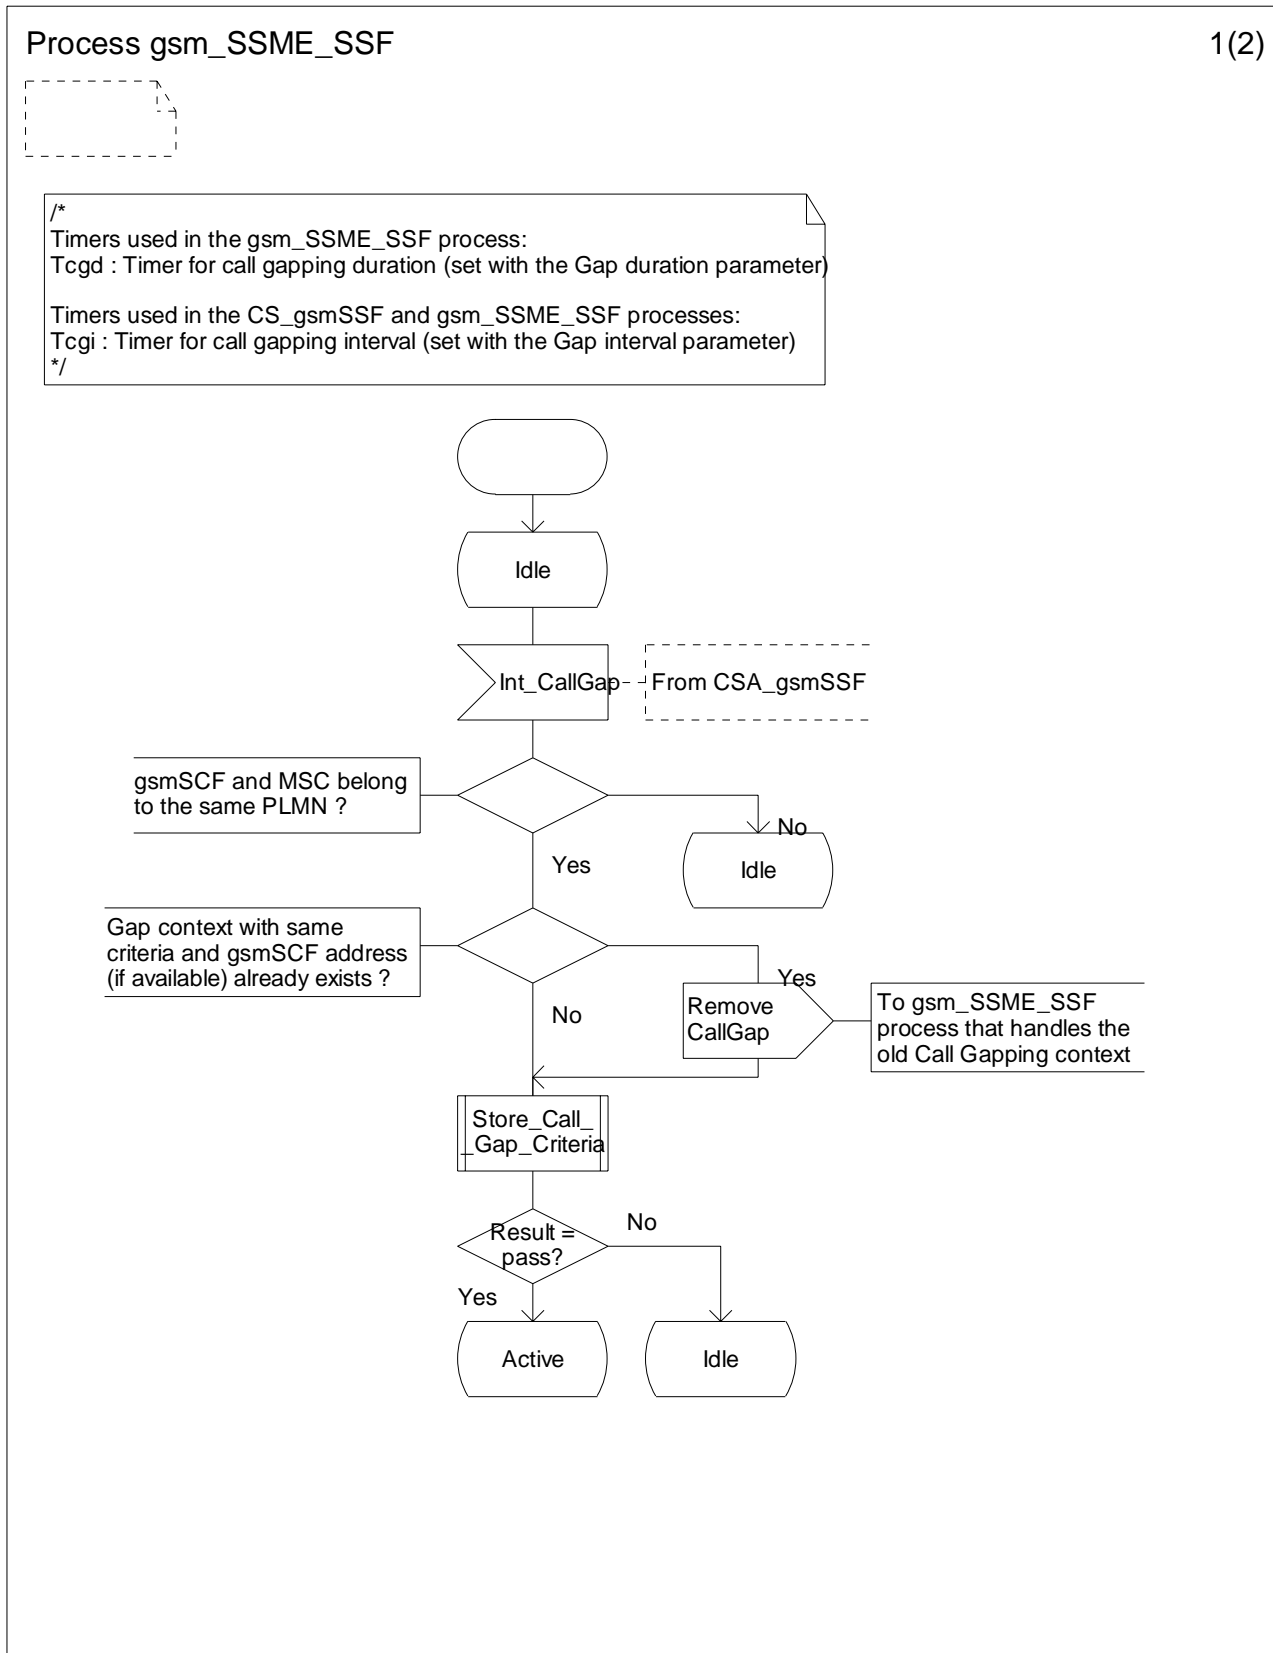 Process gsm_SSME_SSF
1(2)
/*
Timers used in the gsm_SSME_SSF process:
Tcgd : Timer for call gapping duration (set with the Gap duration parameter)
Timers used in the CS_gsmSSF and gsm_SSME_SSF processes:
Tcgi : Timer for call gapping interval (set with the Gap interval parameter)
*/
Idle
Int_CallGap
From CSA_gsmSSF
gsmSCF and MSC belong
to the same PLMN ?
No
Idle
Yes
Gap context with same
criteria and gsmSCF address
(if available) already exists ?
Yes
No
Remove
CallGap
To gsm_SSME_SSF
process that handles the
old Call Gapping context
Store_Call_
_Gap_Criteria
Result =
pass?
No
Yes
Active
Idle